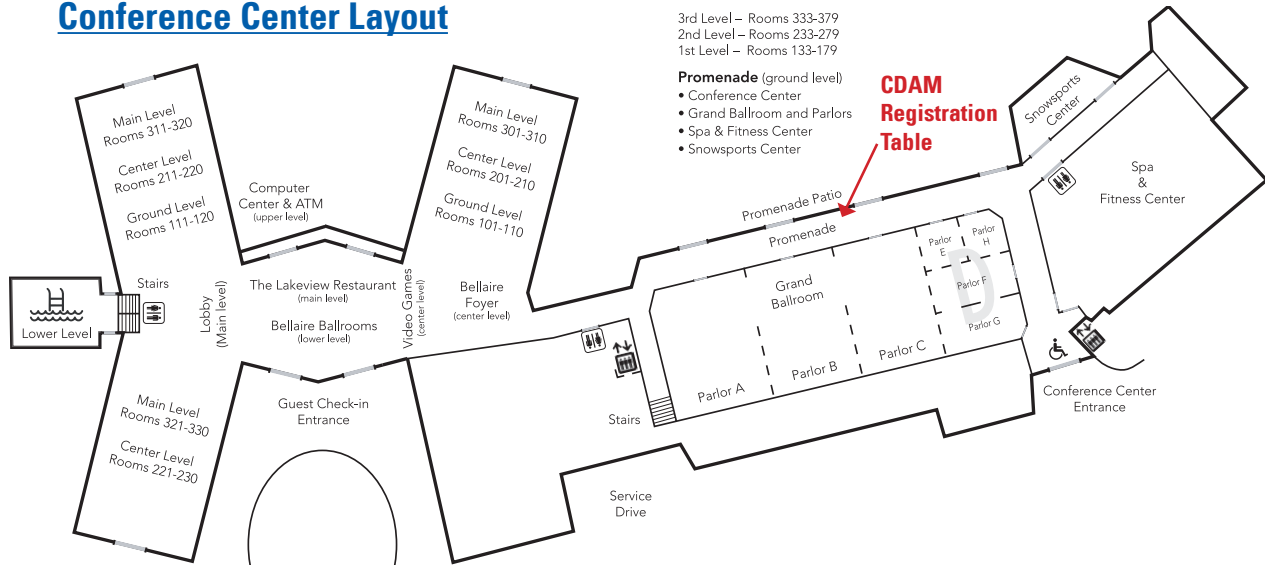 Conference Center Layout
3rd Level – Rooms 333-379
2nd Level – Rooms 233-279
1st Level – Rooms 133-179
Promenade (ground level)
• Conference Center
• Grand Ballroom and Parlors
• Spa & Fitness Center
• Snowsports Center
CDAM
Registration
Table
Main Level
Rooms 311-320
Center Level
Rooms 211-220
Ground Level
Rooms 111-120
Computer
Center & ATM
(upper level)
Main Level
Rooms 301-310
Center Level
Rooms 201-210
Ground Level
Rooms 101-110
Snowsports
Center
Spa
&
Fitness Center
Promenade Patio
Promenade
Stairs
Lower Level
Lobby
(Main level)
The Lakeview Restaurant
(main level)
Bellaire Ballrooms
(lower level)
Video Games
(center level)
Bellaire
Foyer
(center level)
Grand
Ballroom
Parlor
E
Parlor
H
D
Parlor F
Parlor G
Parlor C
Parlor B
Parlor A
Main Level
Rooms 321-330
Center Level
Rooms 221-230
Guest Check-in
Entrance
Stairs
Conference Center
Entrance
Service
Drive